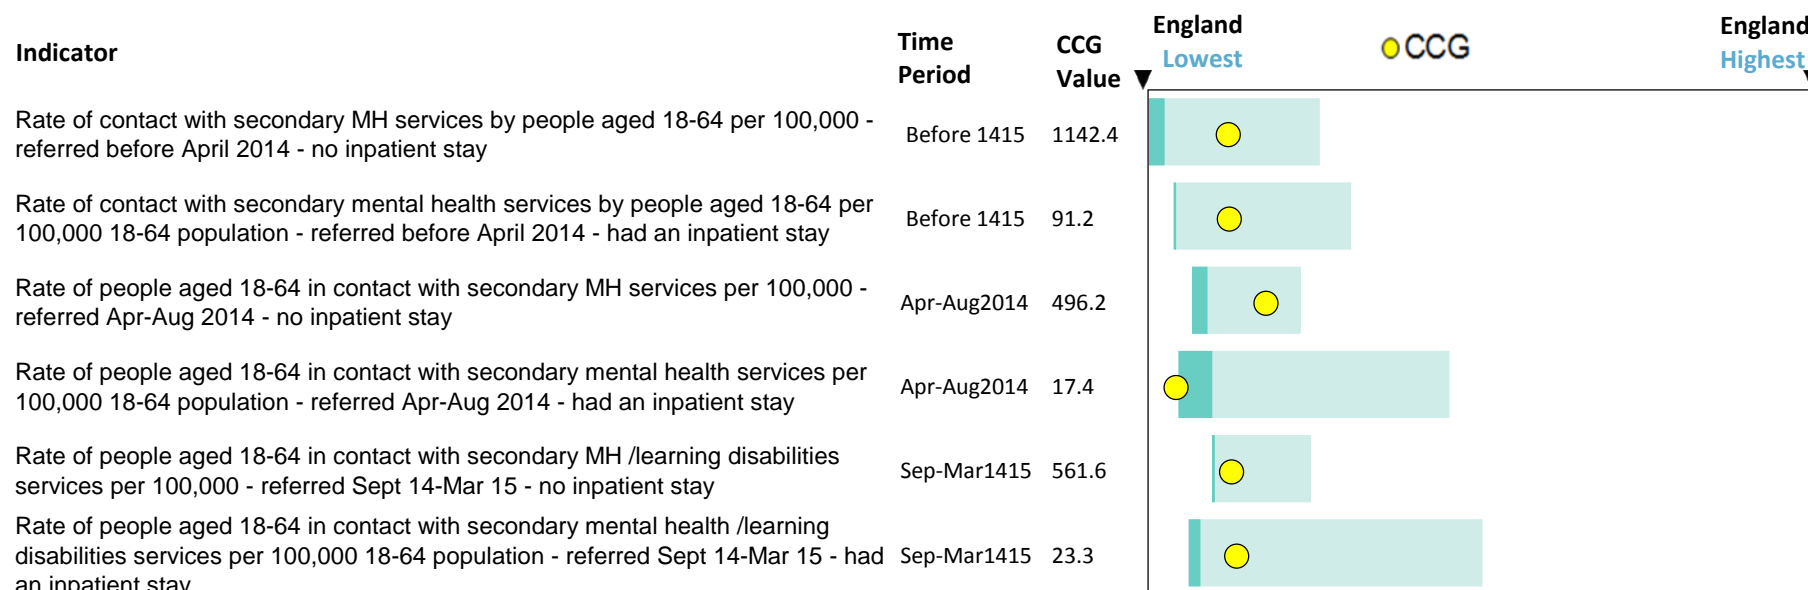 Indicator
Time
Period
CCG
Value
England
Lowest
CCG
England
Highest
Rate of contact with secondary MH services by people aged 18-64 per 100,000 -
referred before April 2014 - no inpatient stay
Before 1415
1142.4
Rate of contact with secondary mental health services by people aged 18-64 per
100,000 18-64 population - referred before April 2014 - had an inpatient stay
Before 1415
91.2
Rate of people aged 18-64 in contact with secondary MH services per 100,000 -
referred Apr-Aug 2014 - no inpatient stay
Apr-Aug2014
496.2
Rate of people aged 18-64 in contact with secondary mental health services per
100,000 18-64 population - referred Apr-Aug 2014 - had an inpatient stay
Apr-Aug2014
17.4
Rate of people aged 18-64 in contact with secondary MH /learning disabilities
services per 100,000 - referred Sept 14-Mar 15 - no inpatient stay
Sep-Mar1415
561.6
Rate of people aged 18-64 in contact with secondary mental health /learning
disabilities services per 100,000 18-64 population - referred Sept 14-Mar 15 - had
an inpatient stay
Sep-Mar1415
23.3